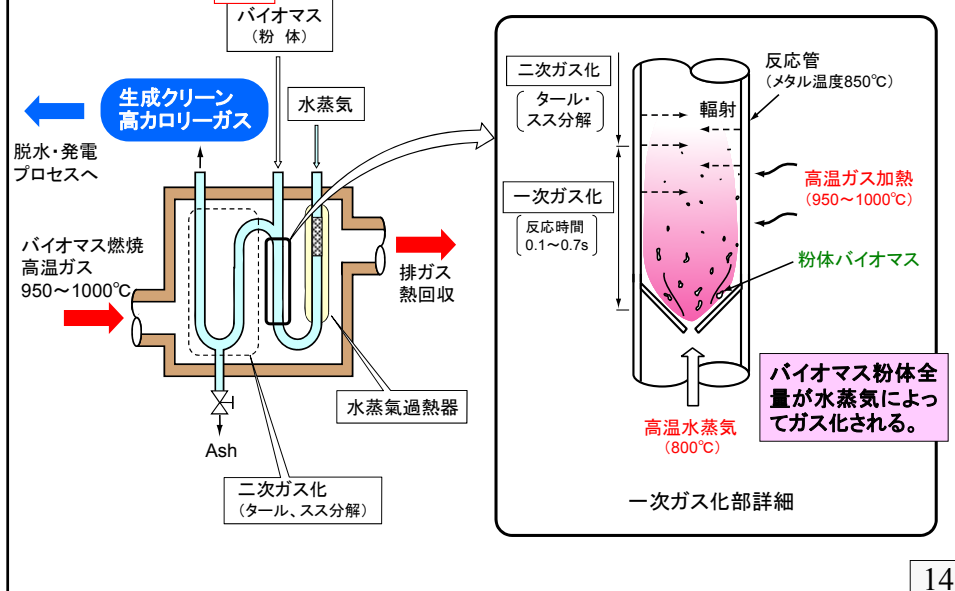 バイオマス
（粉 体）
生成クリーン
高カロリーガス
水蒸気
脱水・発電
プロセスへ
バイオマス燃焼
高温ガス
950～1000℃
排ガス
熱回収
水蒸氣過熱器
Ash
二次ガス化
（タール、スス分解）
二次ガス化
タール・
スス分解
一次ガス化
反応時間
0.1～0.7s
輻射
反応管
（メタル温度850℃）
高温ガス加熱
（950～1000℃）
粉体バイオマス
バイオマス粉体全
量が水蒸気によっ
てガス化される。
高温水蒸気
（800℃）
一次ガス化部詳細
14